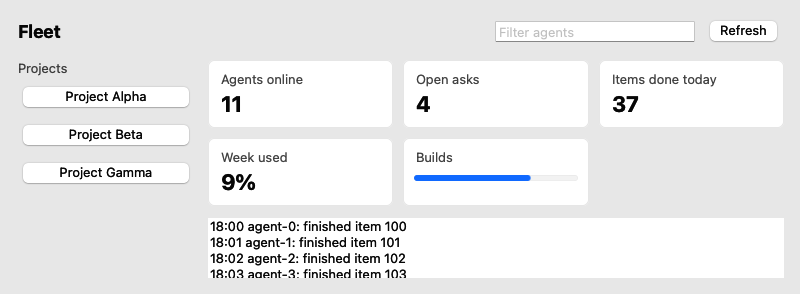 Fleet
Filter agents
Refresh
Projects
Project Alpha
Project Beta
Project Gamma
Agents online
11
Open asks
4
Items done today
37
Week used
9%
Builds
18:00 agent-0: finished item 100
18:01 agent-1: finished item 101
18:02 agent-2: finished item 102
18:03 agent-3: finished item 103